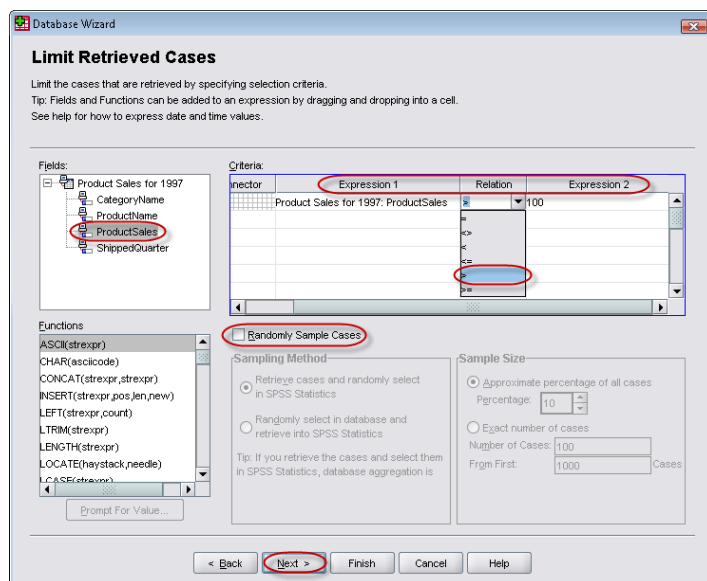 Database Wizard
Limit Retrieved Cases
Limit the cases that are retrieved by specifying selection criteria.
Tip: Fields and Functions can be added to an expression by dragging and dropping into a cell.
See help for how to express date and time values.
Fields:
Product Sales for 1997
CategoryName
ProductName
ProductSales
ShippedQuarter
Criteria:
nnector Expression 1 Relation Expression 2
Product Sales for 1997: ProductSales > 100
=
<>
<
<=
>
>=
Functions
ASCII(strexpr)
CHAR(asciicode)
CONCAT(strexpr,strexpr)
INSERT(strexpr,pos,len,new)
LEFT(strexpr,count)
LTRIM(strexpr)
LENGTH(strexpr)
LOCATE(haystack,needle)
LCASE(strexpr)
Prompt For Value...
Randomly Sample Cases
Sampling Method
Retrieve cases and randomly select
in SPSS Statistics
Randomly select in database and
retrieve into SPSS Statistics
Tip: If you retrieve the cases and select them
in SPSS Statistics, database aggregation is
Sample Size
Approximate percentage of all cases
Percentage: 10
Exact number of cases
Number of Cases: 100
From First: 1000 Cases
< Back Next > Finish Cancel Help